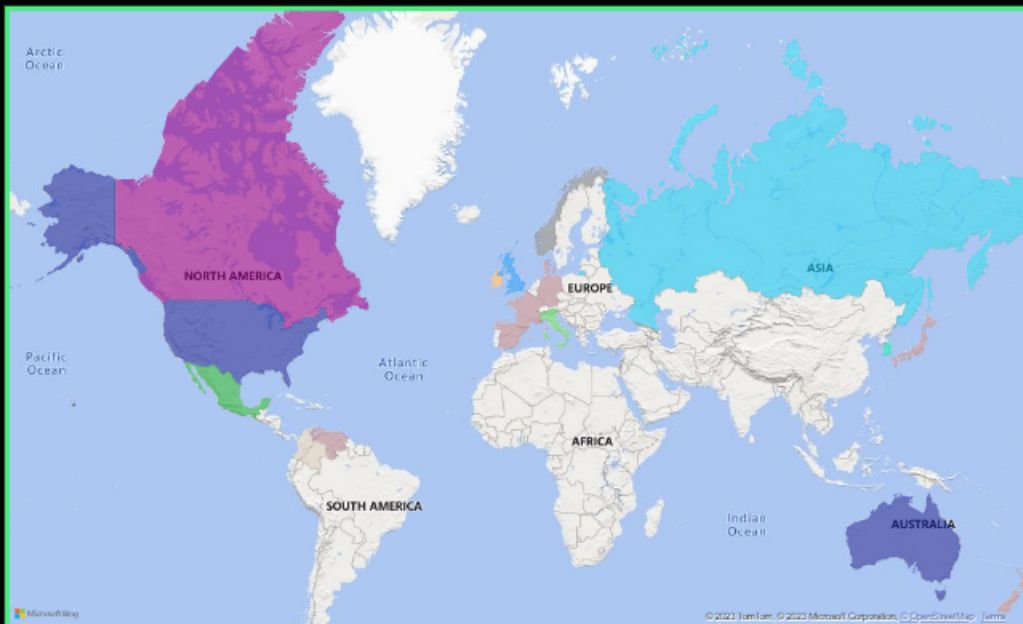 Arctic
Ocean
NORTH AMERICA
ASIA
EUROPE
Pacific
Ocean
Atlantic
Ocean
AFRICA
SOUTH AMERICA
Indian
Ocean
AUSTRALIA
Microsoft Bing
© 2023 TomTom, © 2023 Microsoft Corporation, © OpenStreetMap Terms